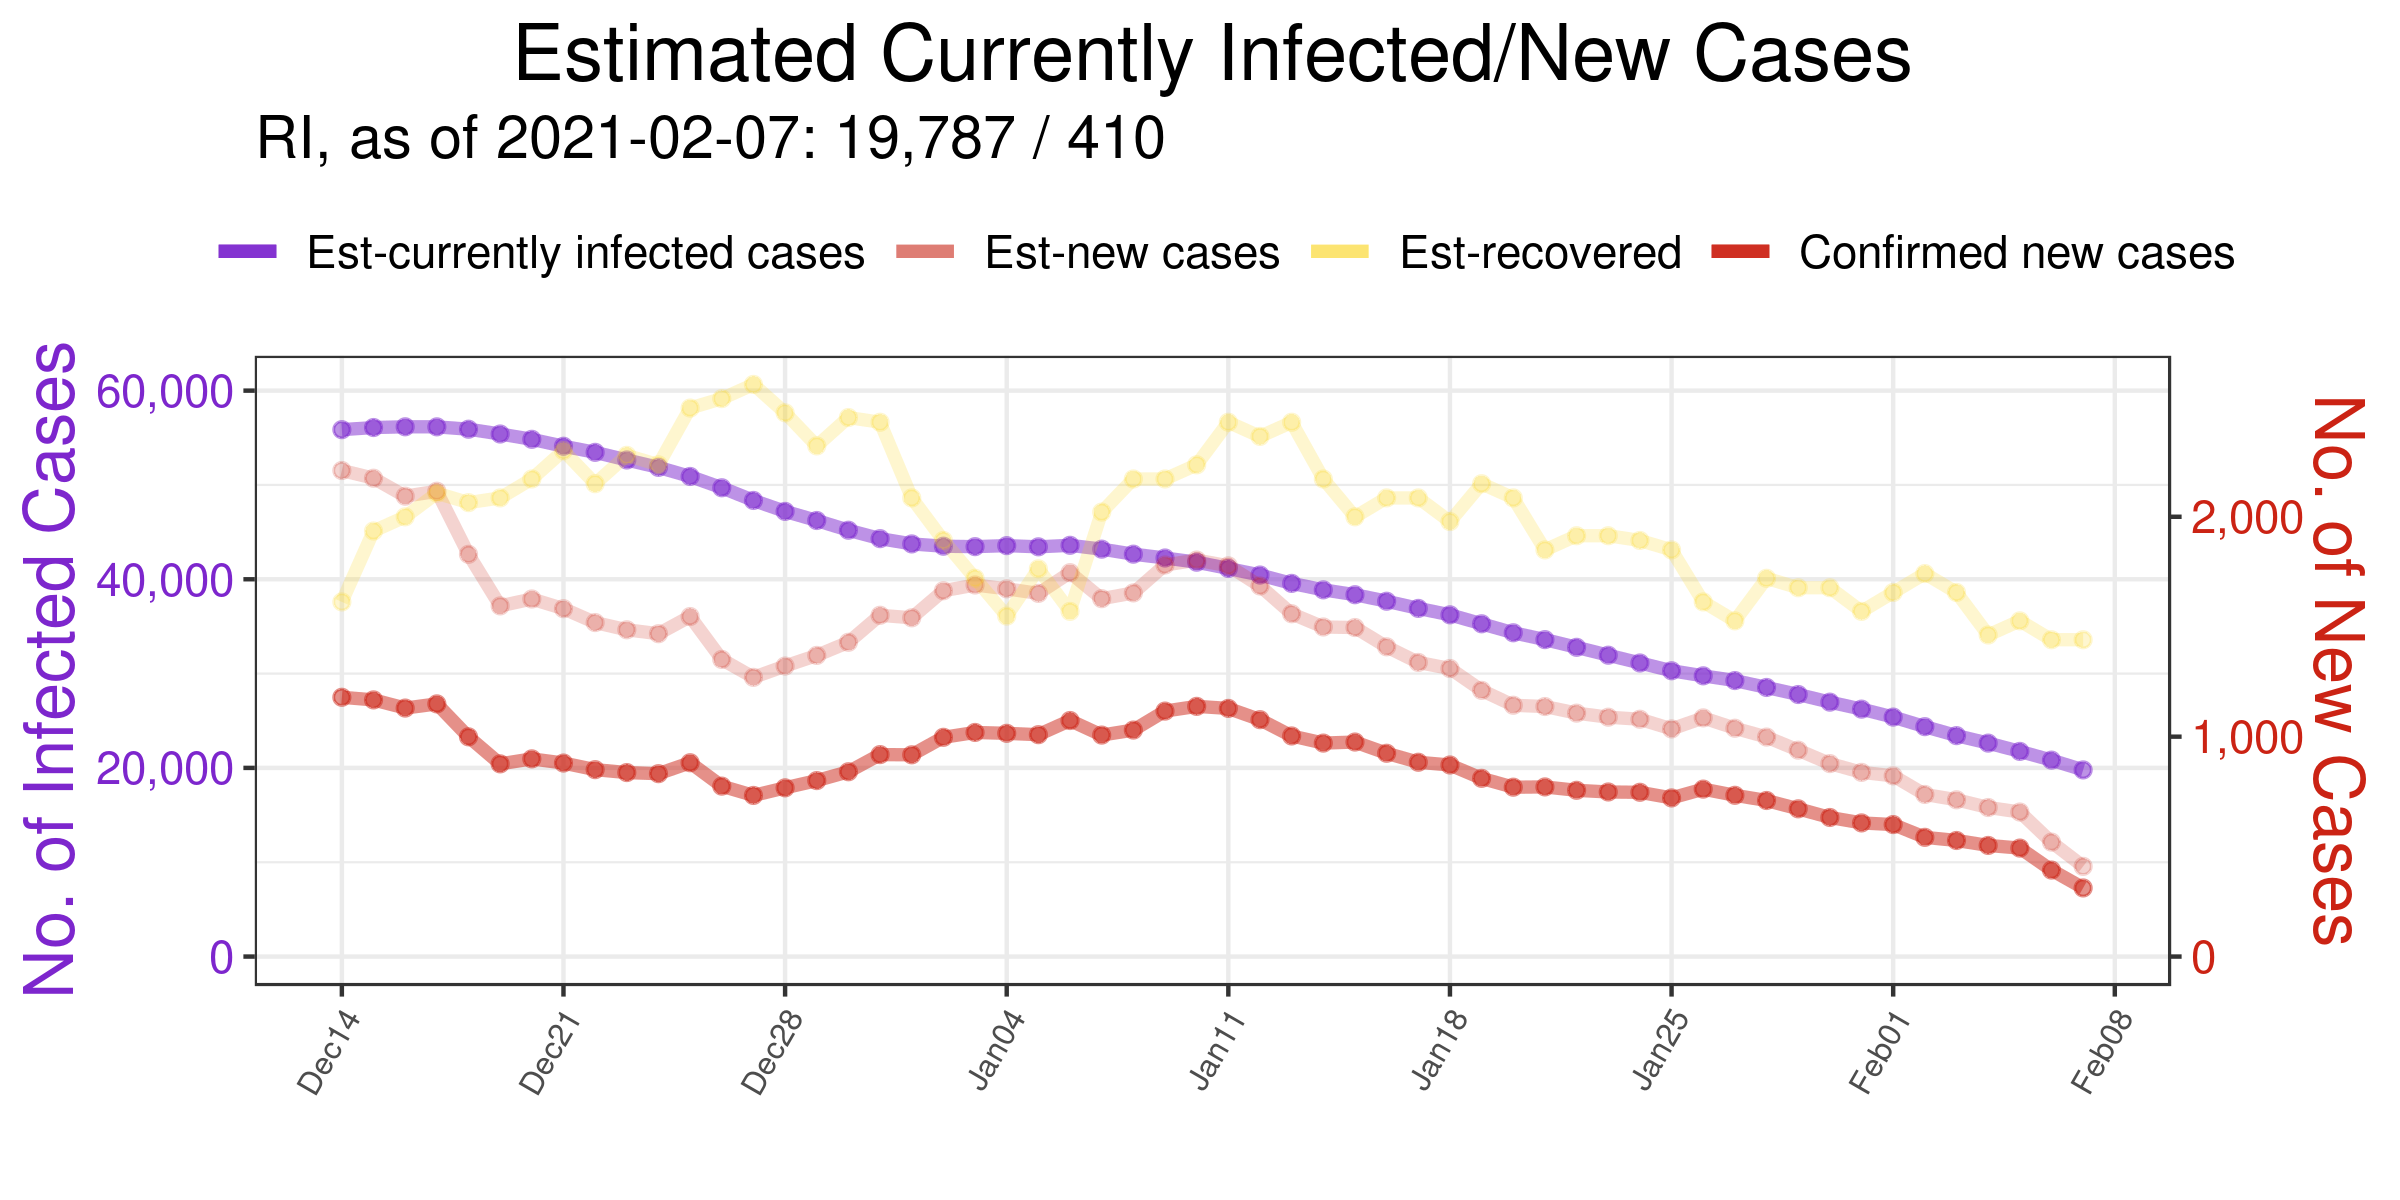 Estimated Currently Infected/New Cases
RI, as of 2021-02-07: 19,787 / 410
Est-currently infected cases Est-new cases Est-recovered Confirmed new cases
No. of Infected Cases
60,000
40,000
20,000
0
2,000
1,000
0
No. of New Cases
Dec14 Dec21 Dec28 Jan04 Jan11 Jan18 Jan25 Feb01 Feb08